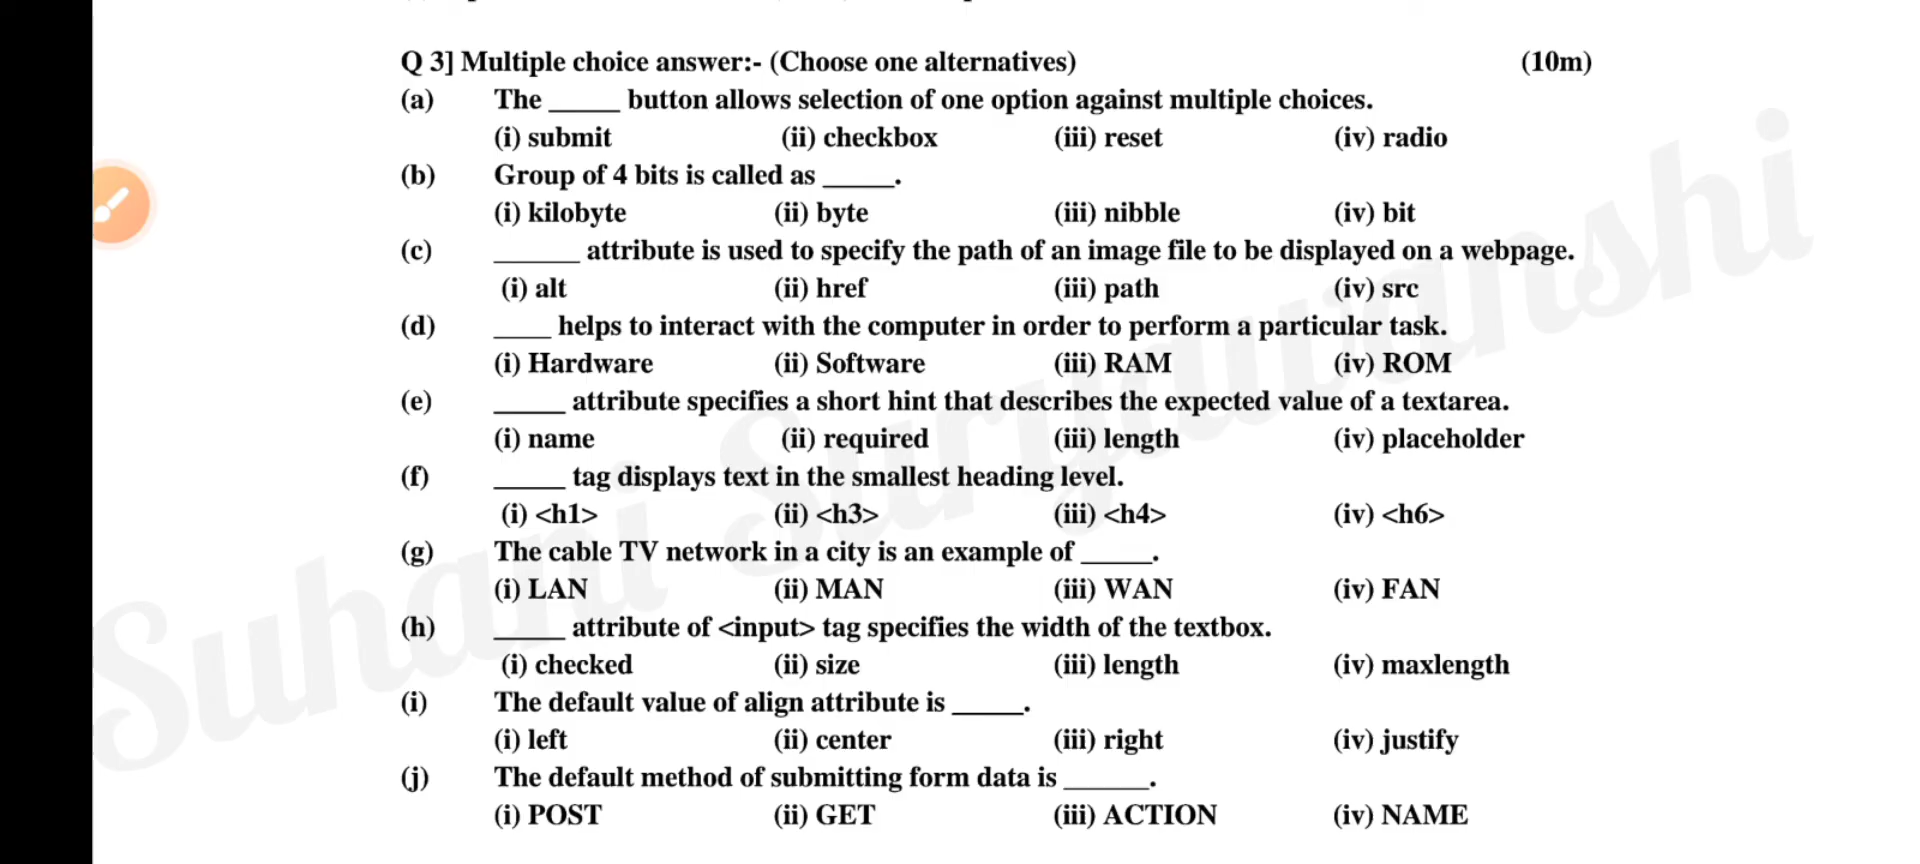 Q 3] Multiple choice answer:- (Choose one alternatives) (10m)
(a) The _____ button allows selection of one option against multiple choices.
(i) submit (ii) checkbox (iii) reset (iv) radio
(b) Group of 4 bits is called as _____.
(i) kilobyte (ii) byte (iii) nibble (iv) bit
(c) ______ attribute is used to specify the path of an image file to be displayed on a webpage.
(i) alt (ii) href (iii) path (iv) src
(d) ____ helps to interact with the computer in order to perform a particular task.
(i) Hardware (ii) Software (iii) RAM (iv) ROM
(e) _____ attribute specifies a short hint that describes the expected value of a textarea.
(i) name (ii) required (iii) length (iv) placeholder
(f) _____ tag displays text in the smallest heading level.
(i) <h1> (ii) <h3> (iii) <h4> (iv) <h6>
(g) The cable TV network in a city is an example of _____.
(i) LAN (ii) MAN (iii) WAN (iv) FAN
(h) _____ attribute of <input> tag specifies the width of the textbox.
(i) checked (ii) size (iii) length (iv) maxlength
(i) The default value of align attribute is _____.
(i) left (ii) center (iii) right (iv) justify
(j) The default method of submitting form data is ______.
(i) POST (ii) GET (iii) ACTION (iv) NAME
Suhani Suryawanshi